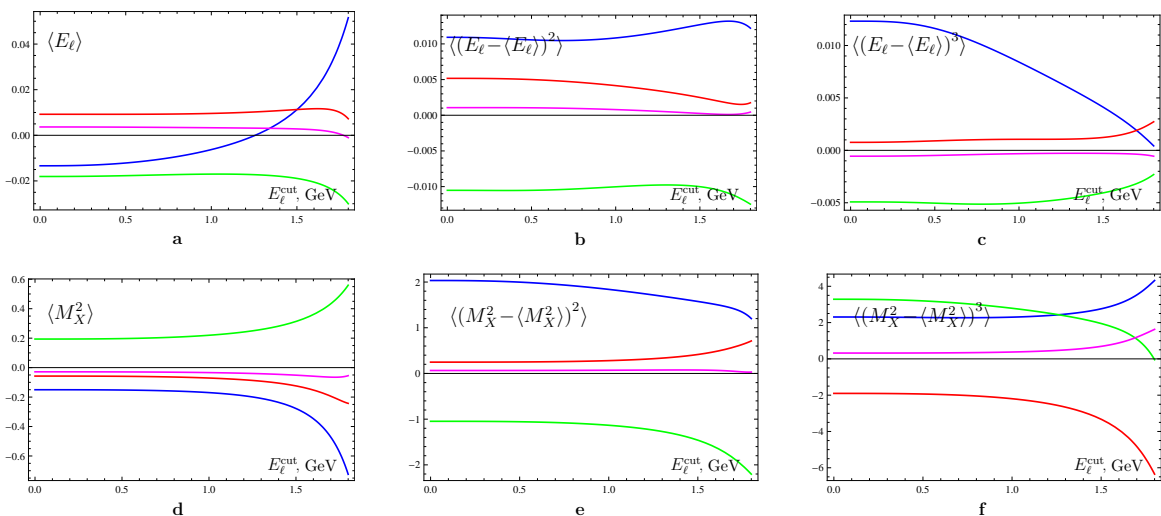 0.04
0.02
0.00
−0.02
0.0 0.5 1.0 1.5
⟨E_ℓ⟩
E_ℓ^cut, GeV
a
0.010
0.005
0.000
−0.005
−0.010
0.0 0.5 1.0 1.5
⟨(E_ℓ−⟨E_ℓ⟩)^2⟩
E_ℓ^cut, GeV
b
0.010
0.005
0.000
−0.005
0.0 0.5 1.0 1.5
⟨(E_ℓ−⟨E_ℓ⟩)^3⟩
E_ℓ^cut, GeV
c
0.6
0.4
0.2
0.0
−0.2
−0.4
−0.6
0.0 0.5 1.0 1.5
⟨M_X^2⟩
E_ℓ^cut, GeV
d
2
1
0
−1
−2
0.0 0.5 1.0 1.5
⟨(M_X^2−⟨M_X^2⟩)^2⟩
E_ℓ^cut, GeV
e
4
2
0
−2
−4
−6
0.0 0.5 1.0 1.5
⟨(M_X^2−⟨M_X^2⟩)^3⟩
E_ℓ^cut, GeV
f